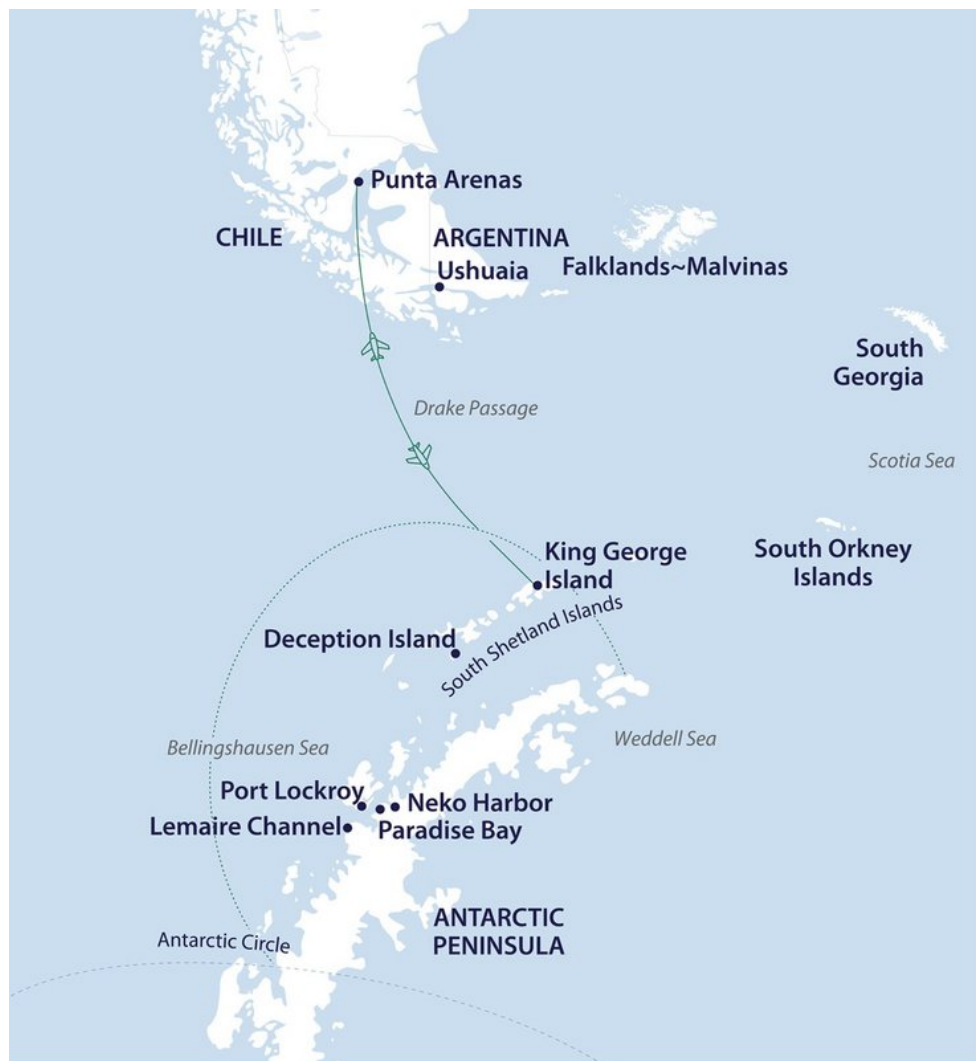 Punta Arenas
CHILE
ARGENTINA
Ushuaia
Falklands~Malvinas
South
Georgia
Drake Passage
Scotia Sea
King George
Island
South Orkney
Islands
Deception Island
South Shetland Islands
Bellingshausen Sea
Weddell Sea
Port Lockroy
Neko Harbor
Lemaire Channel
Paradise Bay
ANTARCTIC
PENINSULA
Antarctic Circle